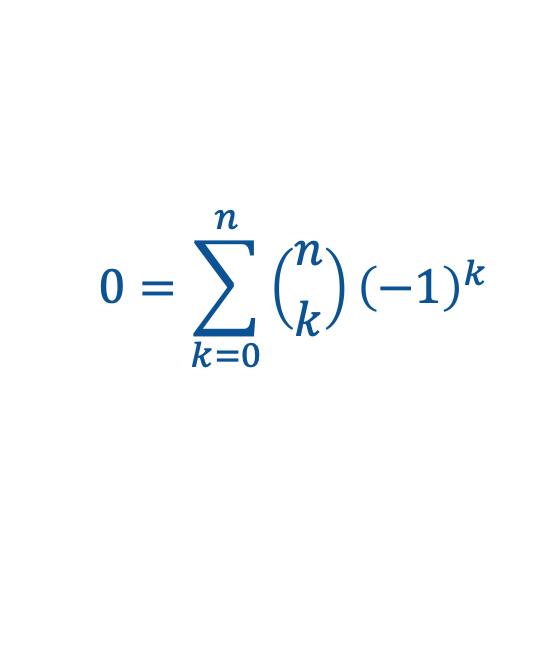 0 = \sum_{k=0}^{n} \binom{n}{k} (-1)^k